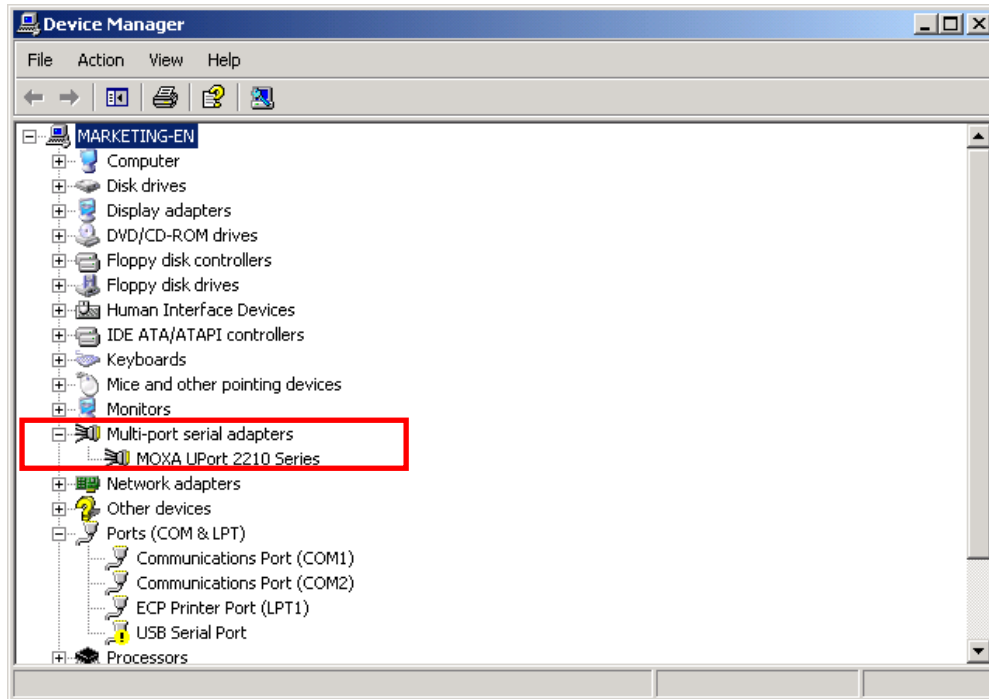 Device Manager
File Action View Help
MARKETING-EN
Computer
Disk drives
Display adapters
DVD/CD-ROM drives
Floppy disk controllers
Floppy disk drives
Human Interface Devices
IDE ATA/ATAPI controllers
Keyboards
Mice and other pointing devices
Monitors
Multi-port serial adapters
MOXA UPort 2210 Series
Network adapters
Other devices
Ports (COM & LPT)
Communications Port (COM1)
Communications Port (COM2)
ECP Printer Port (LPT1)
USB Serial Port
Processors